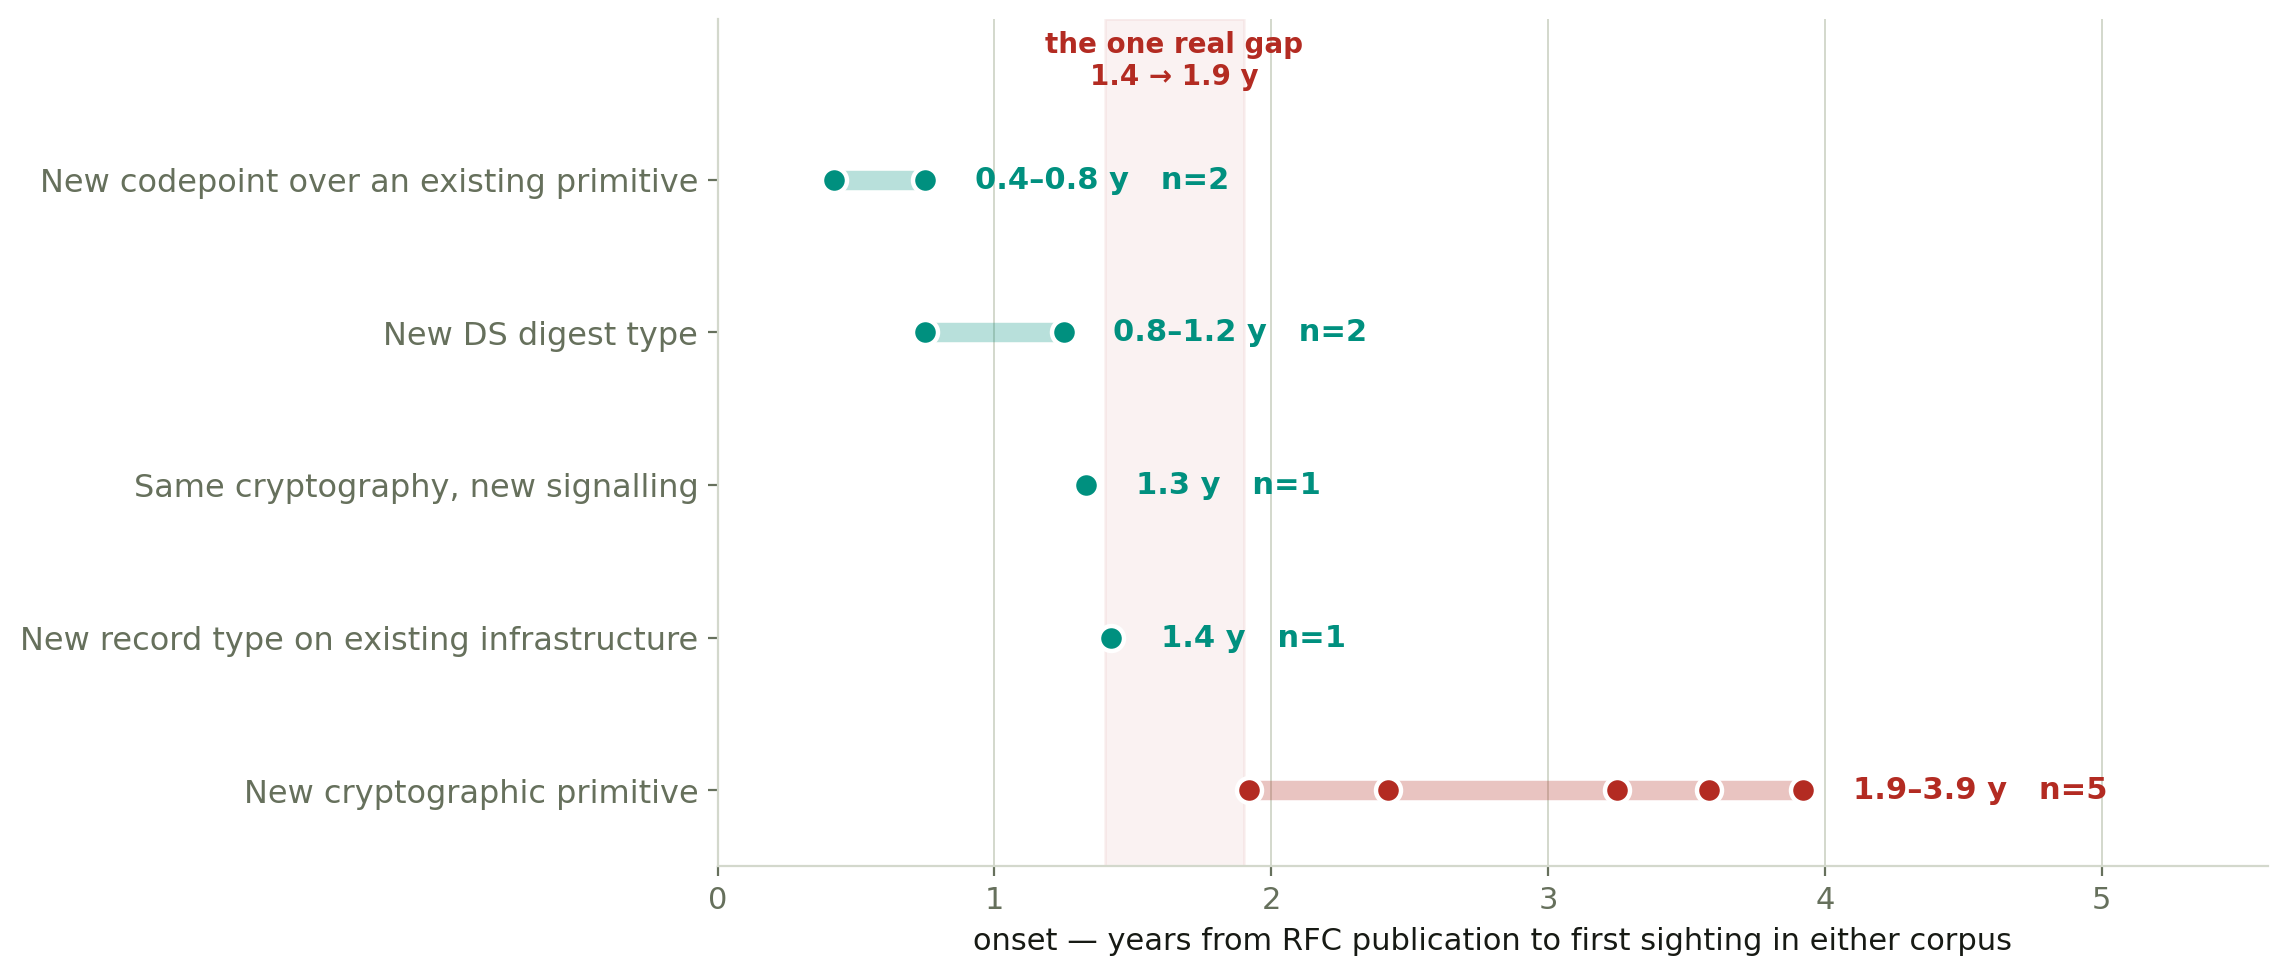 the one real gap
1.4 → 1.9 y
New codepoint over an existing primitive
0.4–0.8 y n=2
New DS digest type
0.8–1.2 y n=2
Same cryptography, new signalling
1.3 y n=1
New record type on existing infrastructure
1.4 y n=1
New cryptographic primitive
1.9–3.9 y n=5
0 1 2 3 4 5
onset — years from RFC publication to first sighting in either corpus